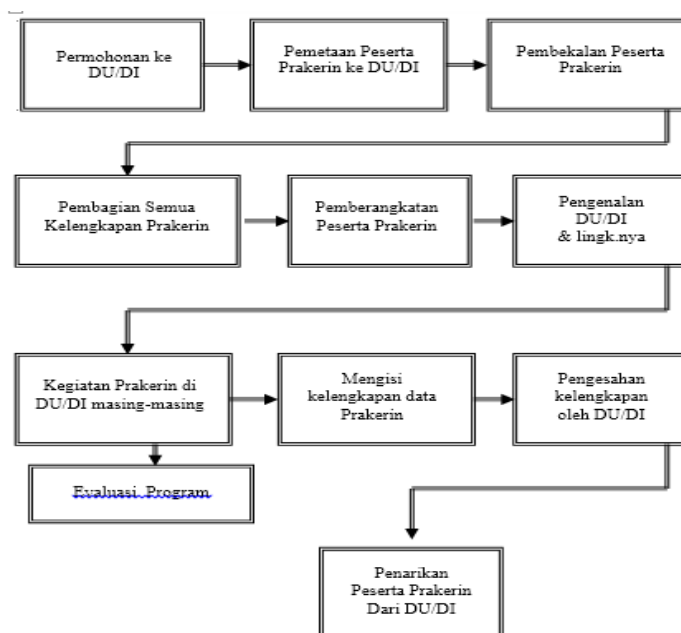 Permohonan ke
DU/DI
Pemetaan Peserta
Prakerin ke DU/DI
Pembekalan Peserta
Prakerin
Pembagian Semua
Kelengkapan Prakerin
Pemberangkatan
Peserta Prakerin
Pengenalan
DU/DI
& lingk.nya
Kegiatan Prakerin di
DU/DI masing-masing
Mengisi
kelengkapan data
Prakerin
Pengesahan
kelengkapan
oleh DU/DI
Evaluasi Program
Penarikan
Peserta Prakerin
Dari DU/DI